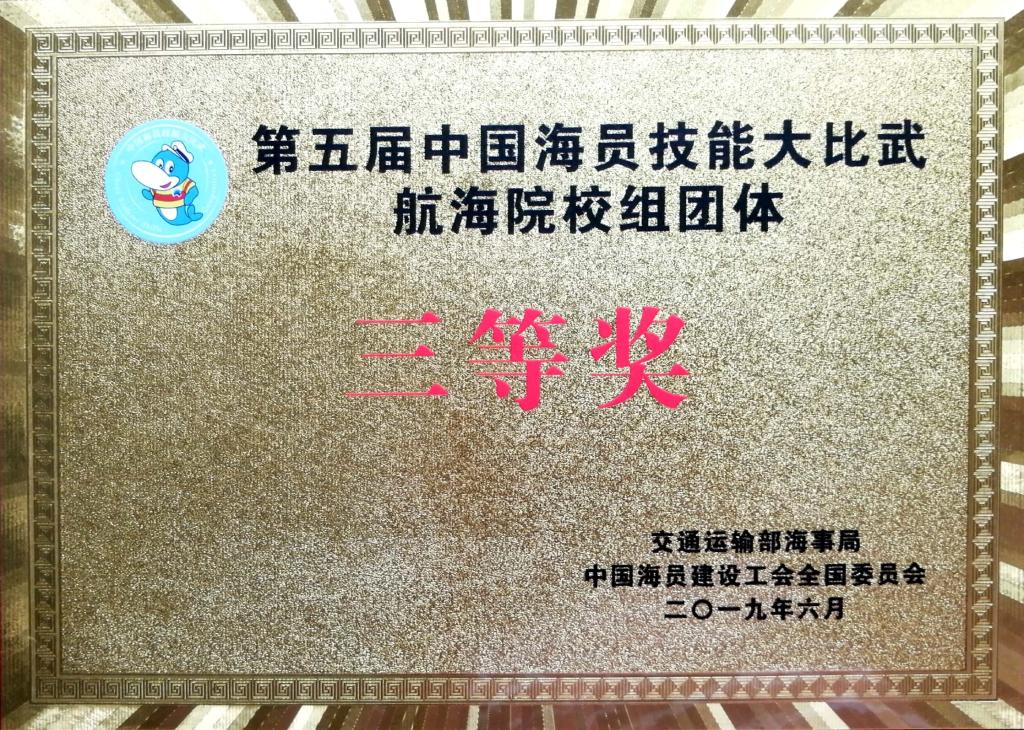 第五届中国海员技能大比武
航海院校组团体
三等奖
交通运输部海事局
中国海员建设工会全国委员会
二〇一九年六月